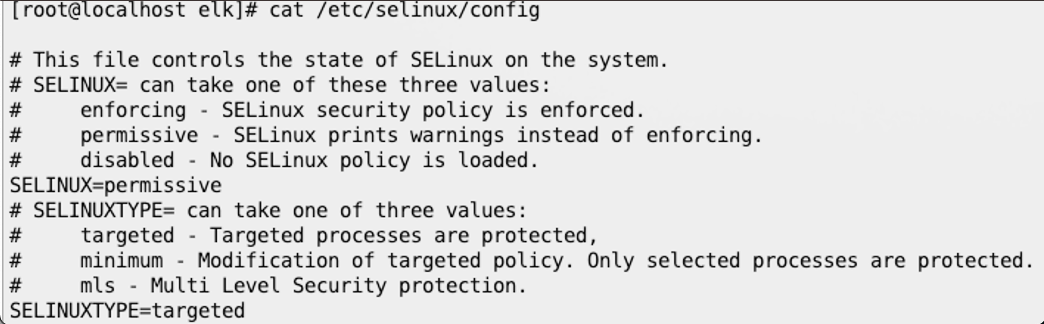 [root@localhost elk]# cat /etc/selinux/config

# This file controls the state of SELinux on the system.
# SELINUX= can take one of these three values:
#     enforcing - SELinux security policy is enforced.
#     permissive - SELinux prints warnings instead of enforcing.
#     disabled - No SELinux policy is loaded.
SELINUX=permissive
# SELINUXTYPE= can take one of three values:
#     targeted - Targeted processes are protected,
#     minimum - Modification of targeted policy. Only selected processes are protected.
#     mls - Multi Level Security protection.
SELINUXTYPE=targeted